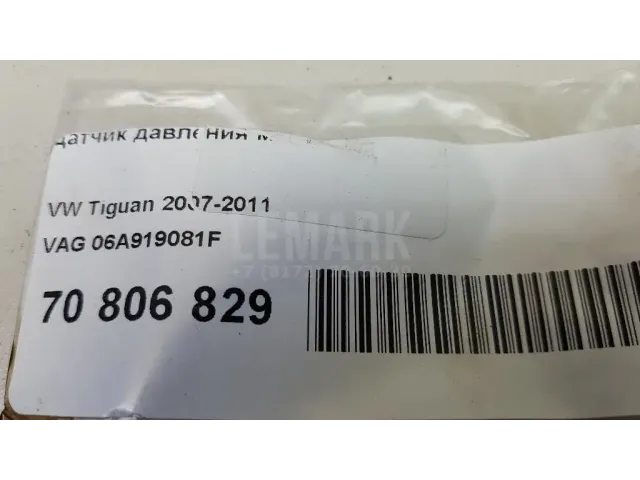 Датчик давления
VW Tiguan 2007-2011
VAG 06A919081F
LEMARK
70 806 829